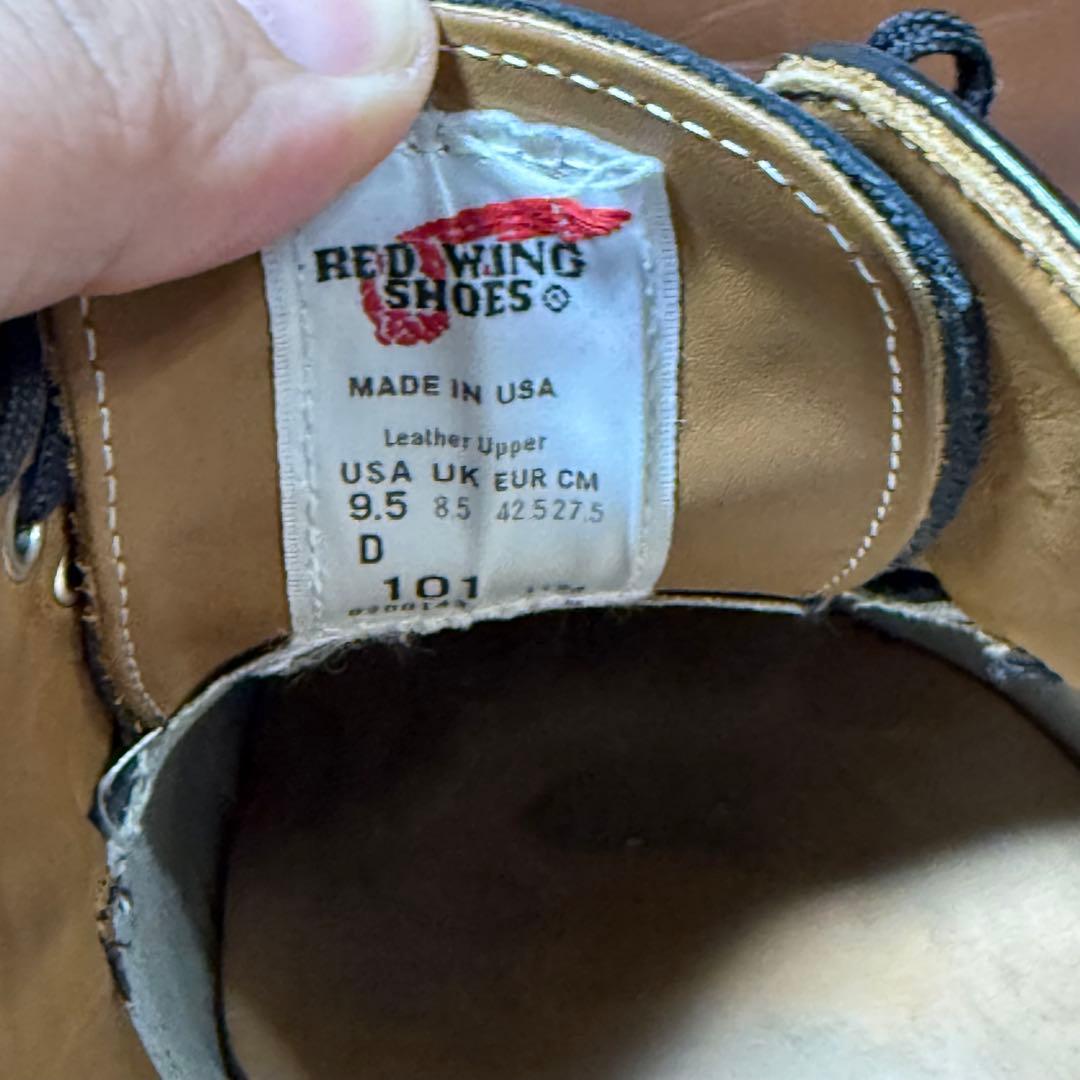 RED WING
SHOES
MADE IN USA
Leather Upper
USA UK EUR CM
9.5 8.5 42.5 27.5
D
101